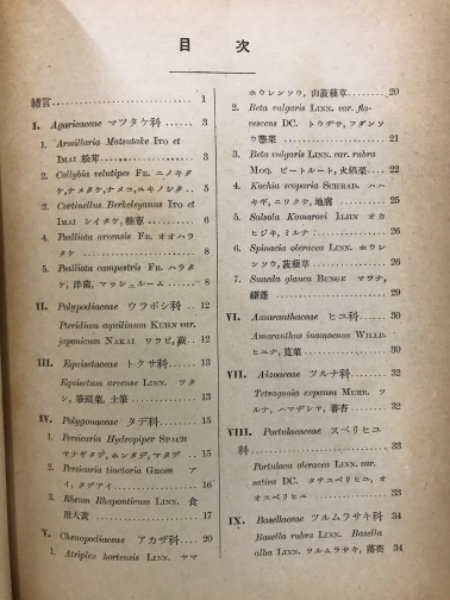 目次
緒言 1
I. Agaricaceae マツタケ科 3
1. Armillaria Matsutake Ito et
Imai 松茸 3
2. Collybia velutipes Fr. エノキタ
ケ,ナメタケ,ナメコ,ユキノシタ 5
3. Cortinellus Berkeleyanus Ito et
Imai シイタケ, 椎蕈 6
4. Psalliota arvensis Fr. オオハラ
タケ 8
5. Psalliota campestris Fr. ハラタ
ケ, 洋蕈, マッシュルーム 8
II. Polypodiaceae ウラボシ科 12
Pteridium aquilinum Kuhn var.
japonicum Nakai ワラビ, 蕨 12
III. Equisetaceae トクサ科 13
Equisetum arvense Linn. ツク
シ, 筆頭菜, 土筆 13
IV. Polygonaceae タデ科 15
1. Persicaria Hydropiper Spach
ヤナギタデ, ホンタデ, マタデ 15
2. Persicaria tinctoria Gross ア
イ, タデアイ 16
3. Rheum Rhaponticum Linn. 食
用大黄 17
V. Chenopodiaceae アカザ科 20
1. Atriplex hortensis Linn. ヤマ
ホウレンソウ, 山菠薐草 20
2. Beta vulgaris Linn. var. fla-
vescens DC. トウヂサ, フダンソ
ウ 菾菜 21
3. Beta vulgaris Linn. var. rubra
Moq. ビートルート, 火焔菜 22
4. Kochia scoparia Schrad. ハハ
キギ, ニワクサ, 地膚 25
5. Salsola Komarovi Iljin オカ
ヒジキ, ミルナ 26
6. Spinacia oleracea Linn. ホウレ
ンソウ, 菠薐草 26
7. Suaeda glauca Bunge マツナ,
鹻蓬 29
VI. Amaranthaceae ヒユ科 30
Amaranthus inamoenus Willd.
ヒユナ, 莧菜 30
VII. Aizoaceae ツルナ科 32
Tetragonia expansa Murr. ツ
ルナ, ハマヂシヤ, 蕃杏 32
VIII. Portulacaceae スベリヒユ
科 33
Portulaca oleracea Linn. var.
sativa DC. タチスベリヒユ, オ
オスベリヒユ 33
IX. Basellaceae ツルムラサキ科 34
Basella rubra Linn. Basella
alba Linn. ツルムラサキ, 落葵 34